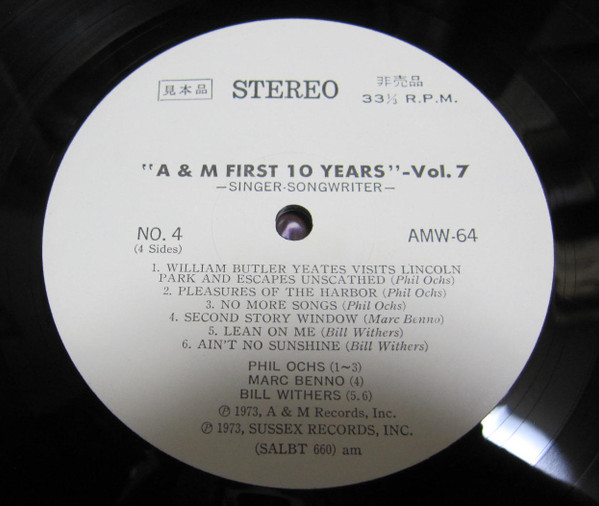 見本品 STEREO 非売品
33⅓ R.P.M.
"A & M FIRST 10 YEARS"-Vol. 7
—SINGER-SONGWRITER—
NO. 4 AMW-64
(4 Sides)
1. WILLIAM BUTLER YEATES VISITS LINCOLN
PARK AND ESCAPES UNSCATHED (Phil Ochs)
2. PLEASURES OF THE HARBOR (Phil Ochs)
3. NO MORE SONGS (Phil Ochs)
4. SECOND STORY WINDOW (Marc Benno)
5. LEAN ON ME (Bill Withers)
6. AIN'T NO SUNSHINE (Bill Withers)
PHIL OCHS (1~3)
MARC BENNO (4)
BILL WITHERS (5, 6)
℗ 1973, A & M Records, Inc.
℗ 1973, SUSSEX RECORDS, INC.
(SALBT 660) am